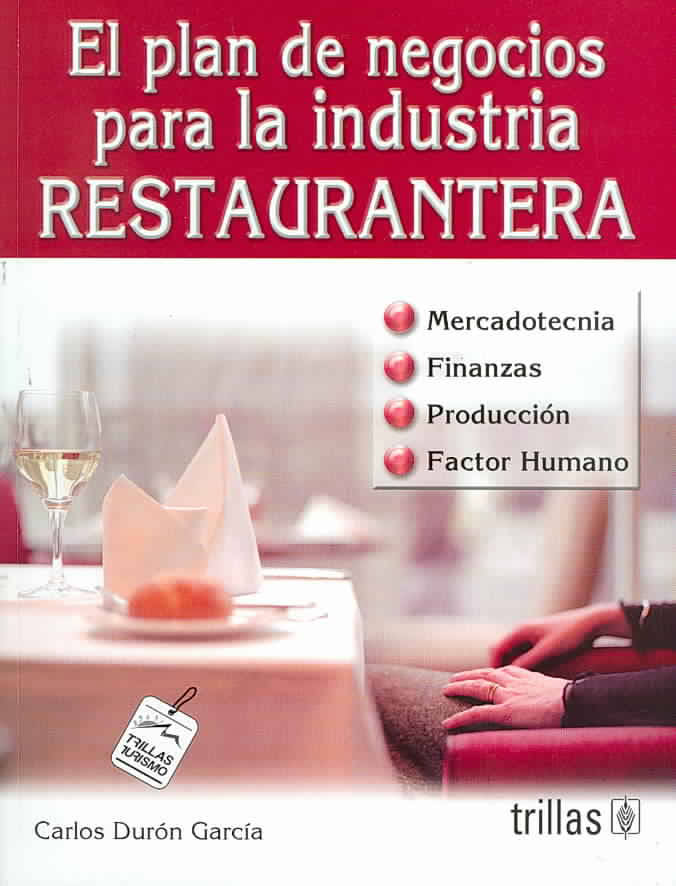 El plan de negocios
para la industria
RESTAURANTERA
Mercadotecnia
Finanzas
Producción
Factor Humano
TRILLAS
TURISMO
Carlos Durón García
trillas